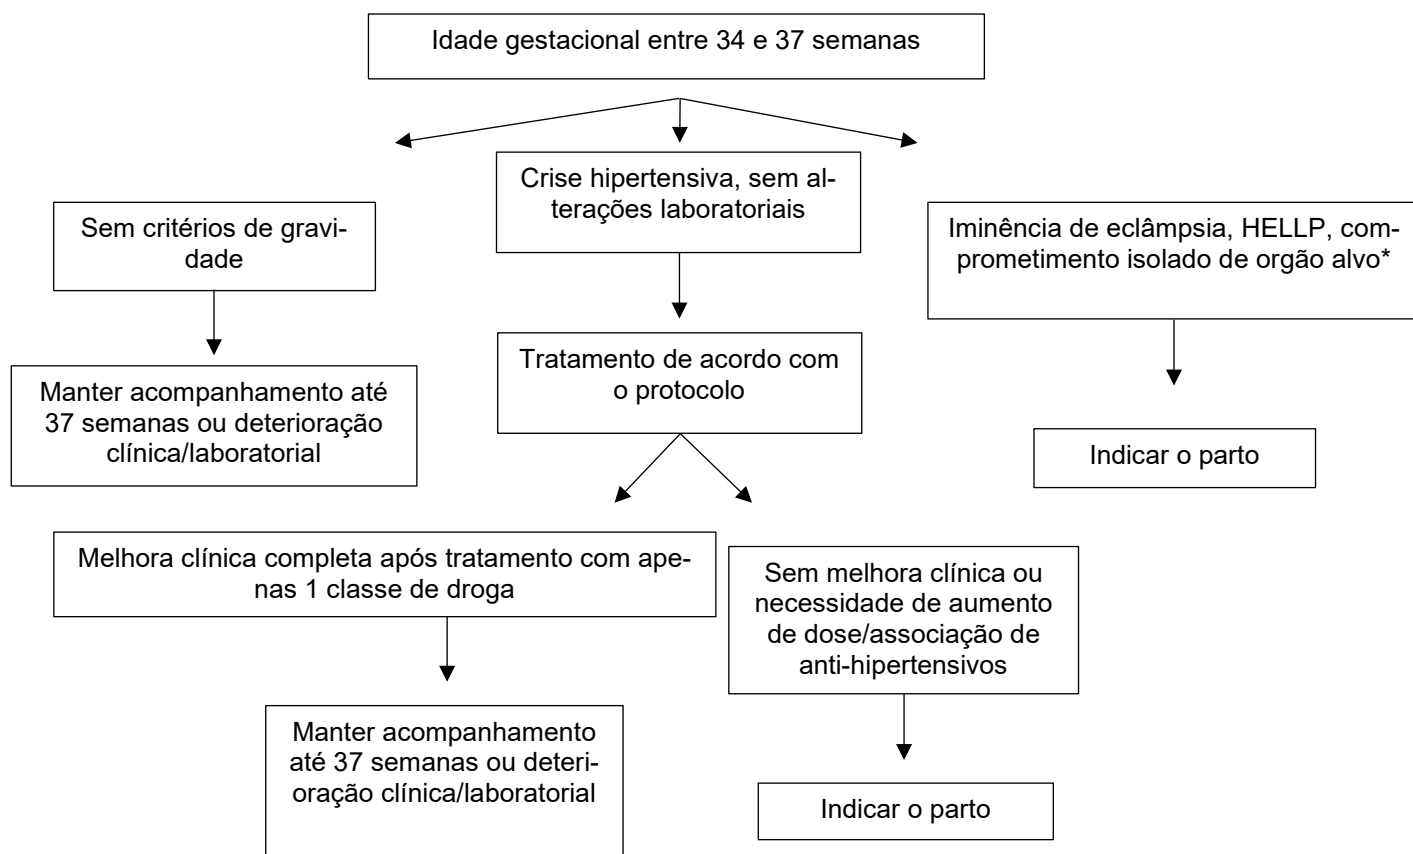 Idade gestacional entre 34 e 37 semanas
Sem critérios de gravi-
dade
Manter acompanhamento até
37 semanas ou deterioração
clínica/laboratorial
Crise hipertensiva, sem al-
terações laboratoriais
Tratamento de acordo com
o protocolo
Melhora clínica completa após tratamento com ape-
nas 1 classe de droga
Manter acompanhamento
até 37 semanas ou deteri-
oração clínica/laboratorial
Sem melhora clínica ou
necessidade de aumento
de dose/associação de
anti-hipertensivos
Indicar o parto
Iminência de eclâmpsia, HELLP, com-
prometimento isolado de orgão alvo*
Indicar o parto